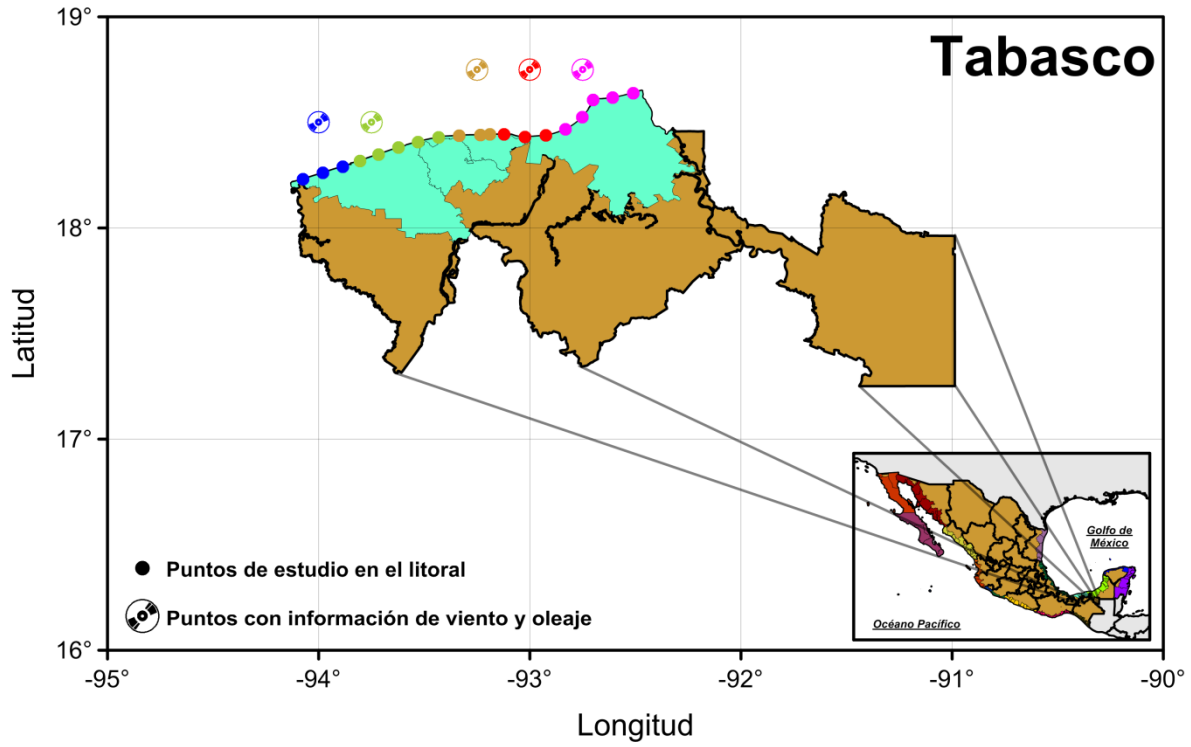 Tabasco
19°
18°
17°
16°
Latitud
-95°
-94°
-93°
-92°
-91°
-90°
Longitud
Puntos de estudio en el litoral
Puntos con información de viento y oleaje
Golfo de
México
Océano Pacífico